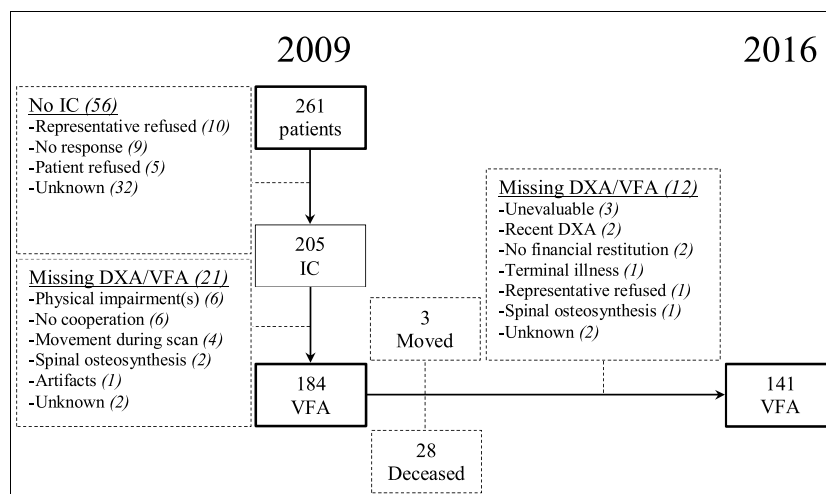 2009
2016
No IC (56)
-Representative refused (10)
-No response (9)
-Patient refused (5)
-Unknown (32)
261
patients
205
IC
Missing DXA/VFA (21)
-Physical impairment(s) (6)
-No cooperation (6)
-Movement during scan (4)
-Spinal osteosynthesis (2)
-Artifacts (1)
-Unknown (2)
184
VFA
3
Moved
28
Deceased
Missing DXA/VFA (12)
-Unevaluable (3)
-Recent DXA (2)
-No financial restitution (2)
-Terminal illness (1)
-Representative refused (1)
-Spinal osteosynthesis (1)
-Unknown (2)
141
VFA